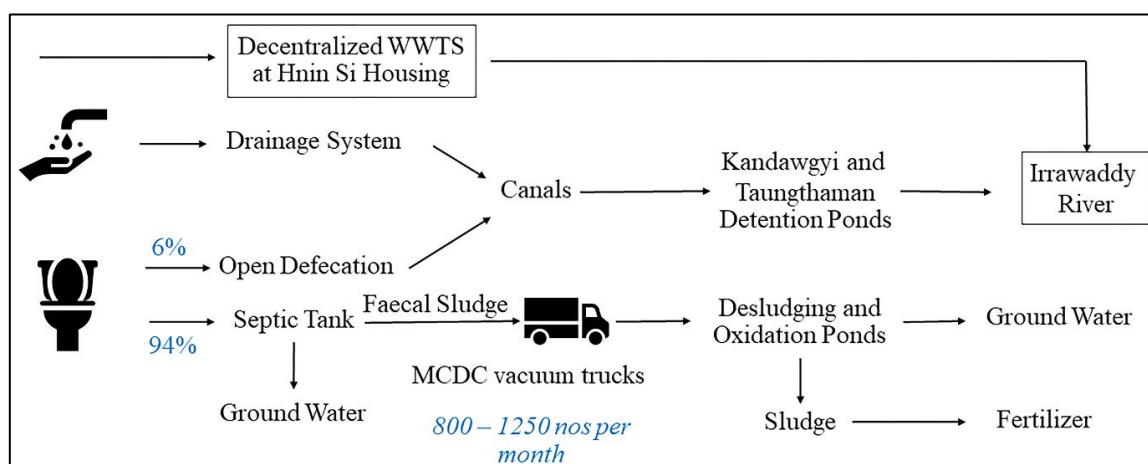 Decentralized WWTS
at Hnin Si Housing
Drainage System
Canals
Kandawgyi and
Taungthaman
Detention Ponds
Irrawaddy
River
6%
Open Defecation
94%
Septic Tank
Faecal Sludge
MCDC vacuum trucks
800 – 1250 nos per
month
Desludging and
Oxidation Ponds
Ground Water
Ground Water
Sludge
Fertilizer